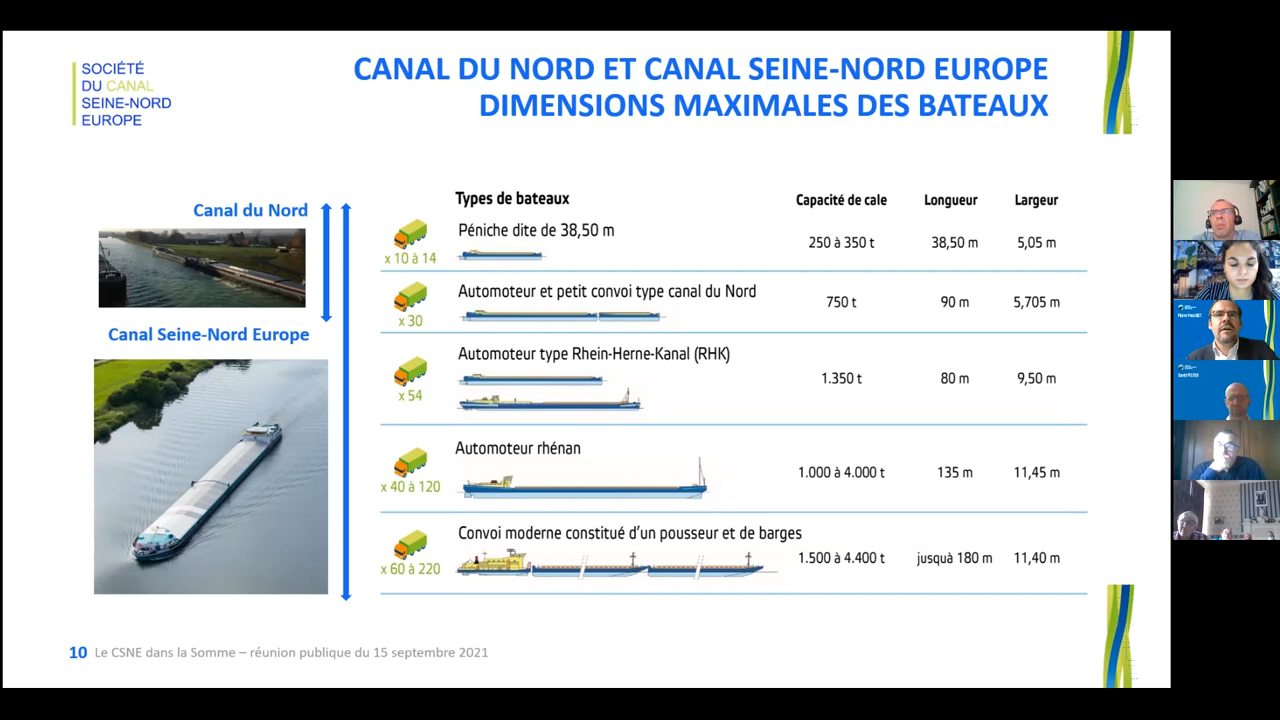 SOCIÉTÉ
DU CANAL
SEINE-NORD
EUROPE
CANAL DU NORD ET CANAL SEINE-NORD EUROPE
DIMENSIONS MAXIMALES DES BATEAUX
Canal du Nord
Canal Seine-Nord Europe
Types de bateaux
Capacité de cale
Longueur
Largeur
x 10 à 14
Péniche dite de 38,50 m
250 à 350 t
38,50 m
5,05 m
x 30
Automoteur et petit convoi type canal du Nord
750 t
90 m
5,705 m
x 54
Automoteur type Rhein-Herne-Kanal (RHK)
1.350 t
80 m
9,50 m
x 40 à 120
Automoteur rhénan
1.000 à 4.000 t
135 m
11,45 m
x 60 à 220
Convoi moderne constitué d'un pousseur et de barges
1.500 à 4.400 t
jusquà 180 m
11,40 m
10 Le CSNE dans la Somme – réunion publique du 15 septembre 2021